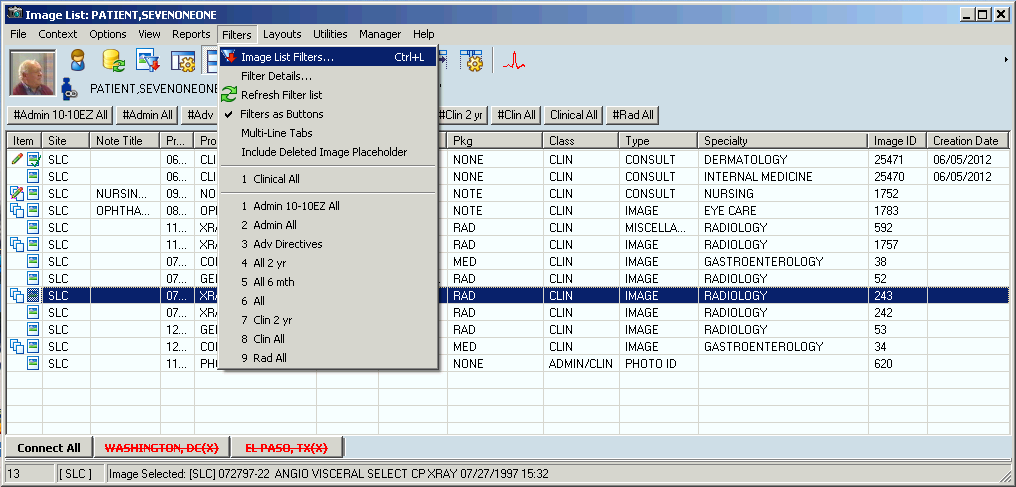 Image List: PATIENT,SEVENONEONE
File Context Options View Reports Filters Layouts Utilities Manager Help
Image List Filters... Ctrl+L
Filter Details...
PATIENT,SEVENONEONE
Refresh Filter list
#Admin 10-10EZ All #Admin All #Adv Filters as Buttons #Clin 2 yr #Clin All Clinical All #Rad All
Multi-Line Tabs
Include Deleted Image Placeholder
1 Clinical All
1 Admin 10-10EZ All
2 Admin All
3 Adv Directives
4 All 2 yr
5 All 6 mth
6 All
7 Clin 2 yr
8 Clin All
9 Rad All
Item Site Note Title Pr... Pro Pkg Class Type Specialty Image ID Creation Date
SLC 06... CLI NONE CLIN CONSULT DERMATOLOGY 25471 06/05/2012
SLC 06... CLI NONE CLIN CONSULT INTERNAL MEDICINE 25470 06/05/2012
SLC NURSIN... 09... NO NOTE CLIN CONSULT NURSING 1752
SLC OPHTHA... 08... OPI NOTE CLIN IMAGE EYE CARE 1783
SLC 11... XRA RAD CLIN MISCELLA... RADIOLOGY 592
SLC 11... XRA RAD CLIN IMAGE RADIOLOGY 1757
SLC 07... COI MED CLIN IMAGE GASTROENTEROLOGY 38
SLC 07... GEI RAD CLIN IMAGE RADIOLOGY 52
SLC 07... XRA RAD CLIN IMAGE RADIOLOGY 243
SLC 07... XRA RAD CLIN IMAGE RADIOLOGY 242
SLC 12... GEI RAD CLIN IMAGE RADIOLOGY 53
SLC 12... COI MED CLIN IMAGE GASTROENTEROLOGY 34
SLC 11... PHO NONE ADMIN/CLIN PHOTO ID 620
Connect All WASHINGTON, DC(X) EL PASO, TX(X)
13 [ SLC ] Image Selected: [SLC] 072797-22 ANGIO VISCERAL SELECT CP XRAY 07/27/1997 15:32